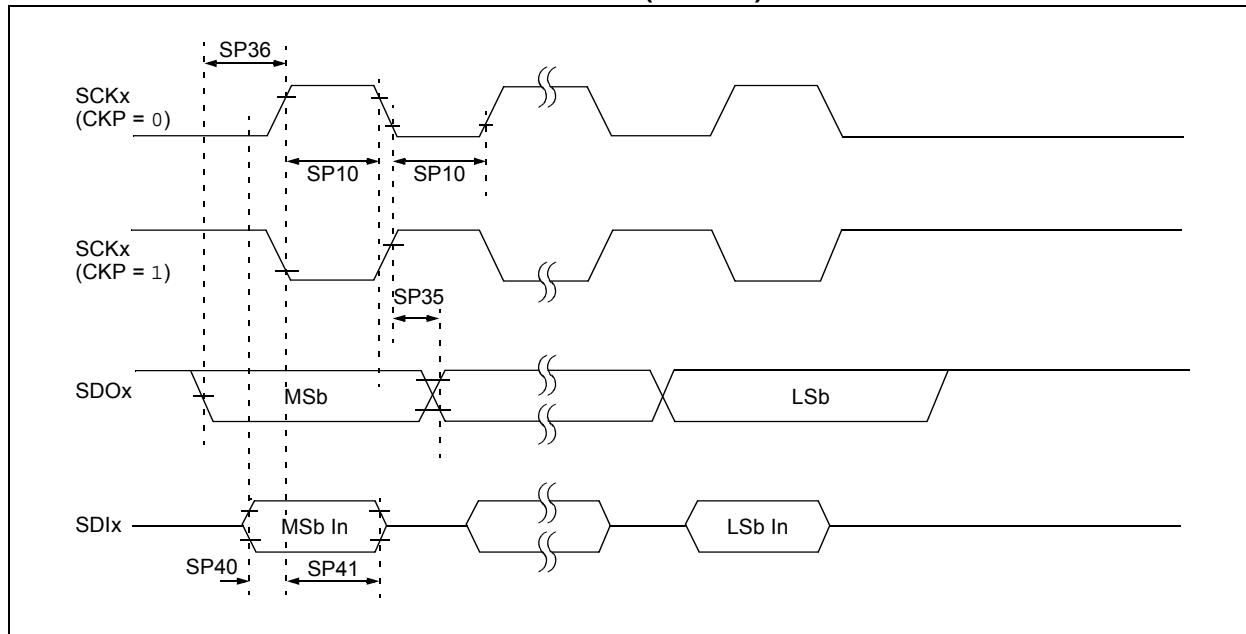 SP36
SCKx
(CKP = 0)
SP10
SP10
SCKx
(CKP = 1)
SP35
SDOx
MSb
LSb
SDIx
MSb In
LSb In
SP40
SP41